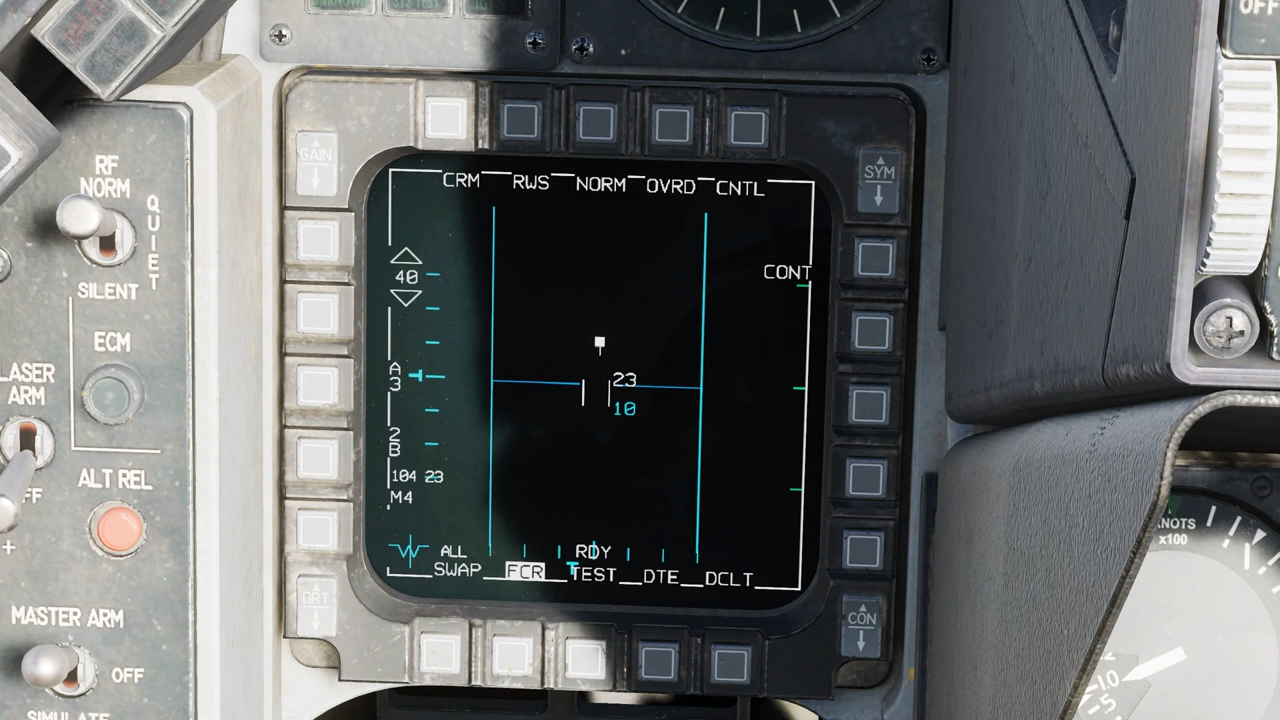 OFF
RF
NORM
QUIET
SILENT
ECM
LASER
ARM
ALT REL
MASTER ARM
OFF
SIMULATE
GAIN
SYM
BRT
CON
CRM RWS NORM OVRD CNTL
CONT
40
A
3
2
B
23
10
104 23
M4
ALL RDY
SWAP FCR TEST DTE DCLT
KNOTS
x100
10
5